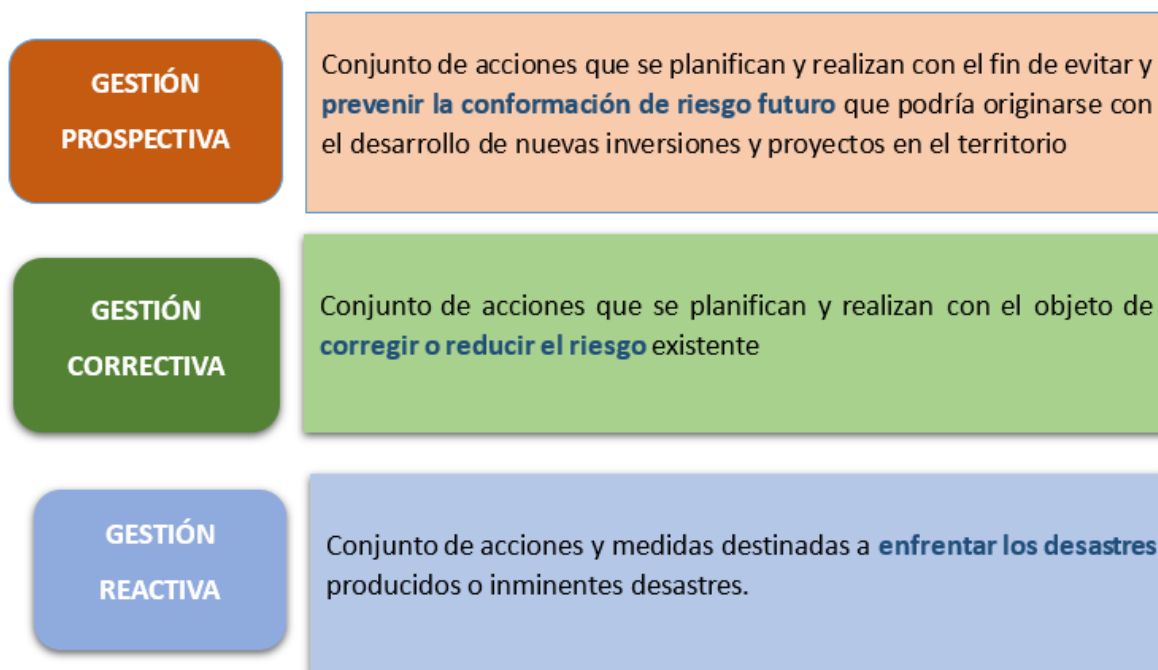 GESTIÓN
PROSPECTIVA
Conjunto de acciones que se planifican y realizan con el fin de evitar y
prevenir la conformación de riesgo futuro que podría originarse con
el desarrollo de nuevas inversiones y proyectos en el territorio
GESTIÓN
CORRECTIVA
Conjunto de acciones que se planifican y realizan con el objeto de
corregir o reducir el riesgo existente
GESTIÓN
REACTIVA
Conjunto de acciones y medidas destinadas a enfrentar los desastres
producidos o inminentes desastres.